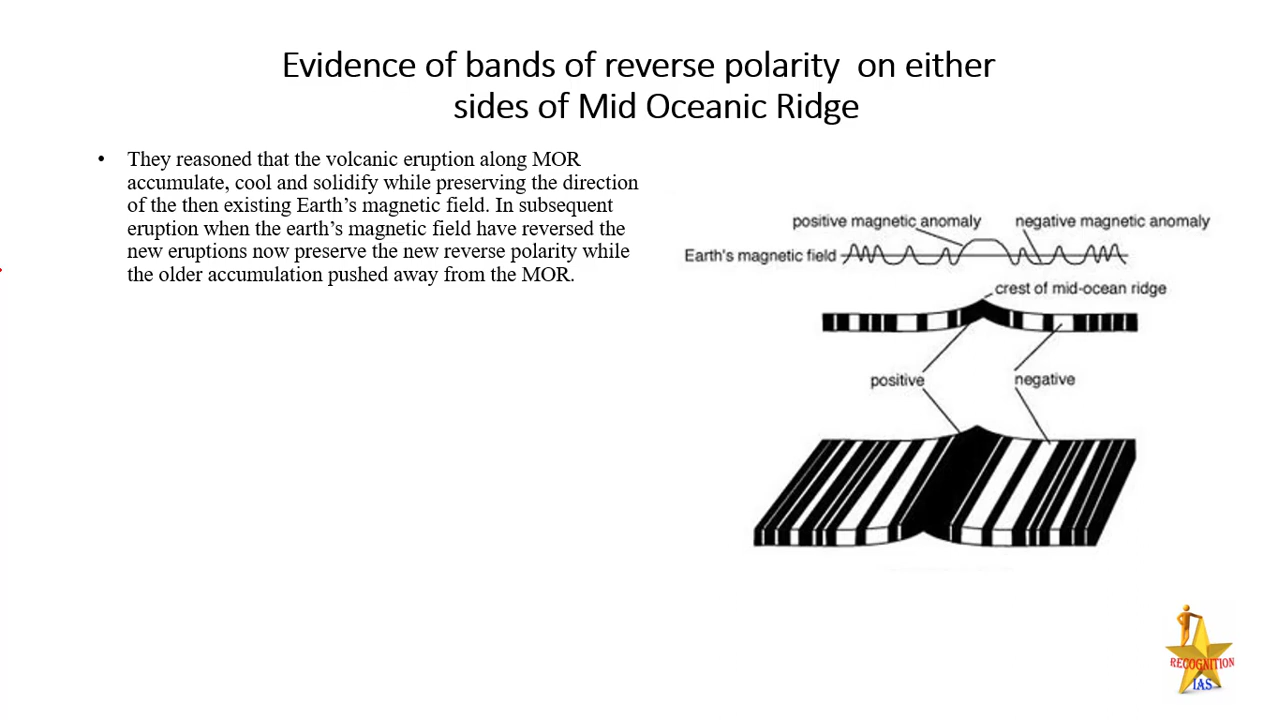 Evidence of bands of reverse polarity  on either
sides of Mid Oceanic Ridge
• They reasoned that the volcanic eruption along MOR
accumulate, cool and solidify while preserving the direction
of the then existing Earth's magnetic field. In subsequent
eruption when the earth's magnetic field have reversed the
new eruptions now preserve the new reverse polarity while
the older accumulation pushed away from the MOR.
positive magnetic anomaly
negative magnetic anomaly
Earth's magnetic field
crest of mid-ocean ridge
positive
negative
RECOGNITION
IAS